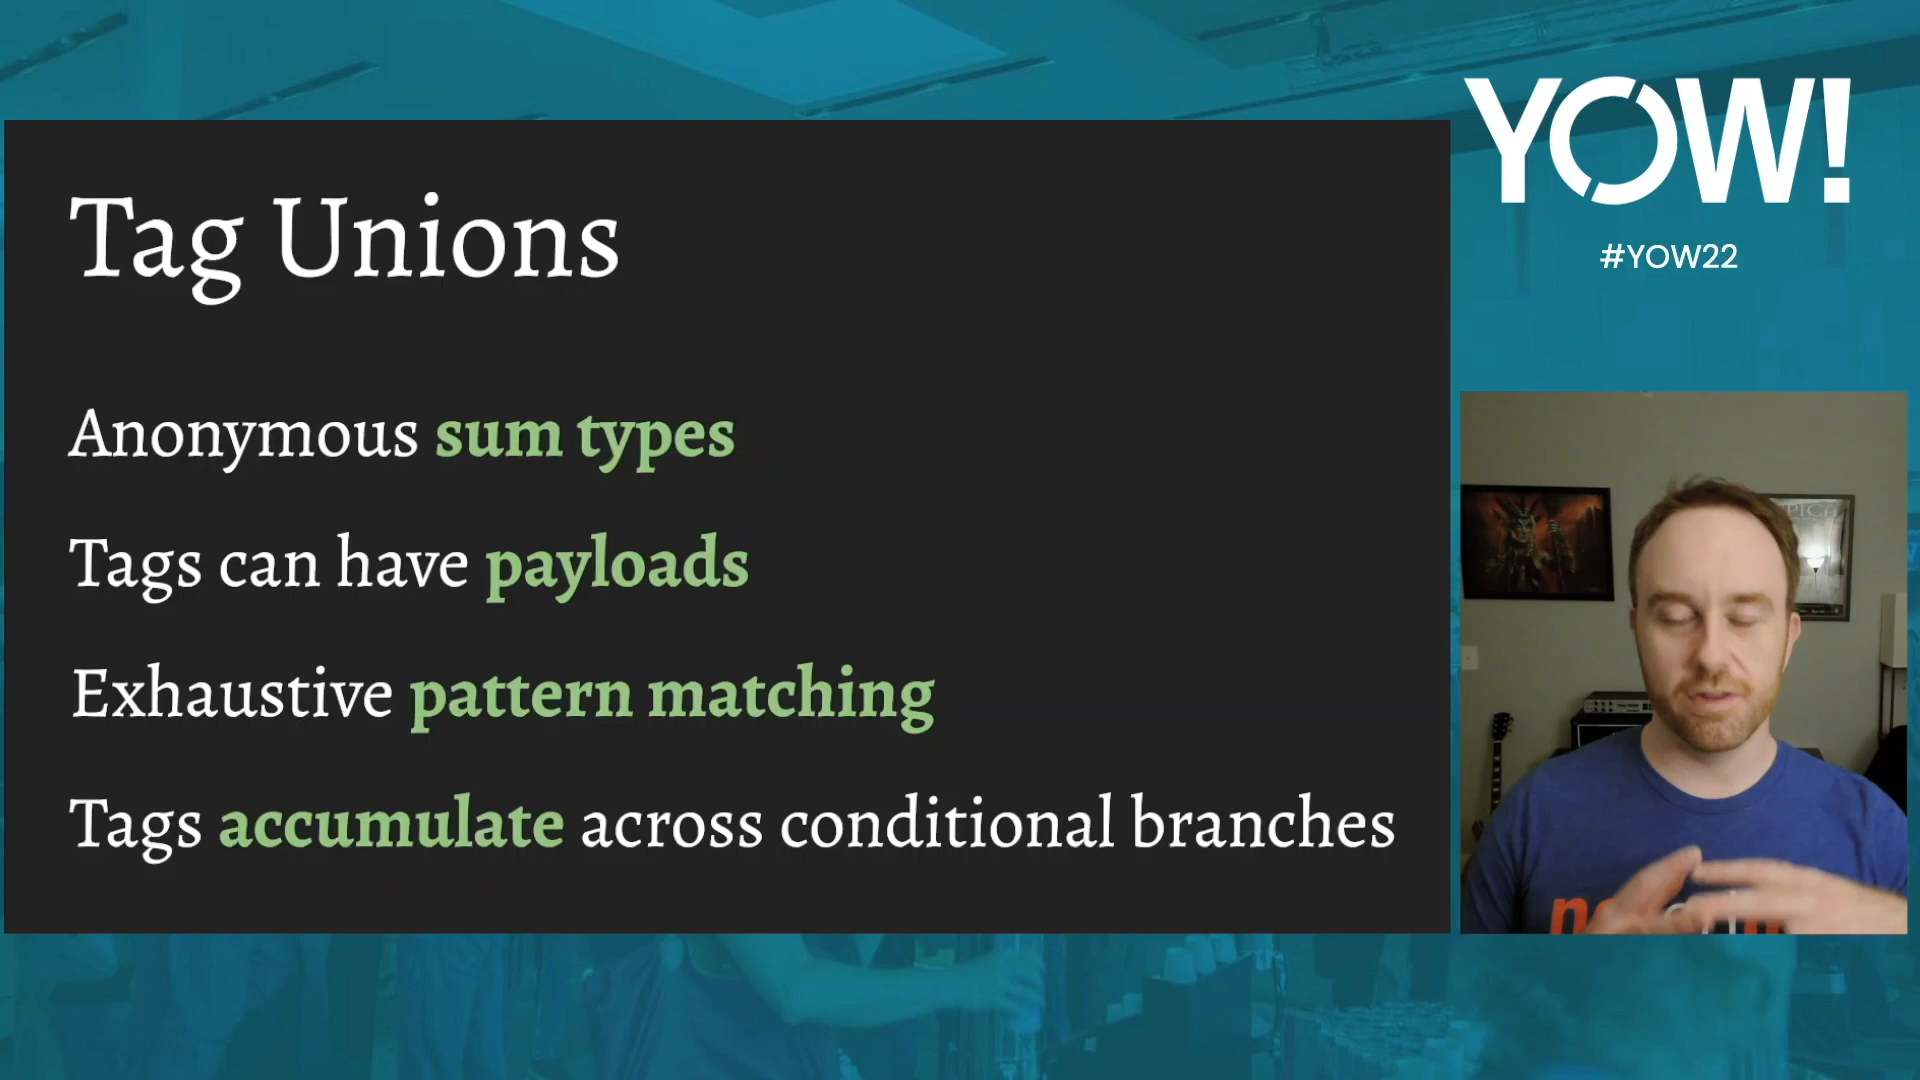 YOW!
#YOW22
Tag Unions
Anonymous sum types
Tags can have payloads
Exhaustive pattern matching
Tags accumulate across conditional branches